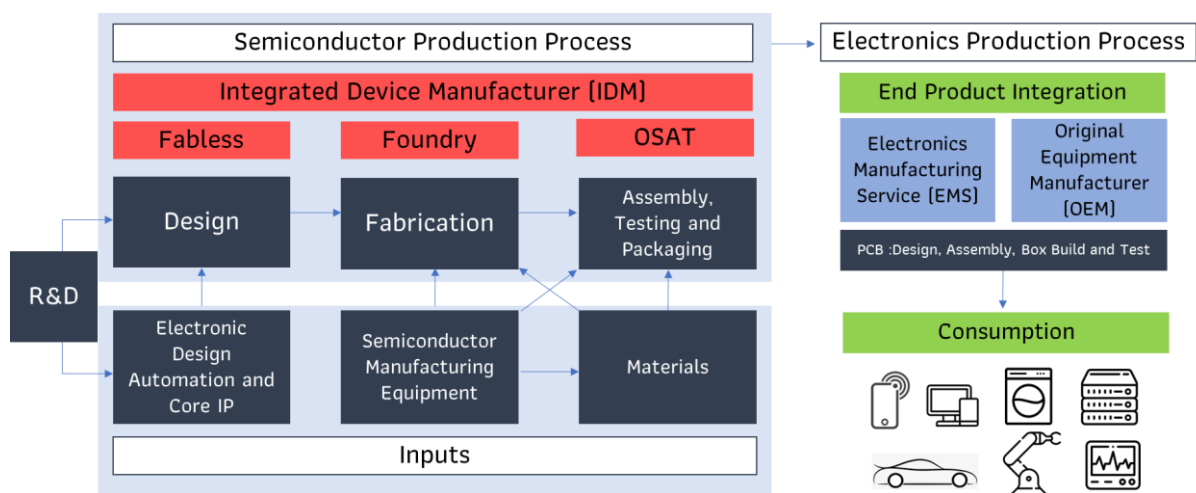 Semiconductor Production Process
Electronics Production Process
Integrated Device Manufacturer (IDM)
End Product Integration
Fabless
Foundry
OSAT
Electronics
Manufacturing
Service (EMS)
Original
Equipment
Manufacturer
(OEM)
Design
Fabrication
Assembly,
Testing and
Packaging
PCB :Design, Assembly, Box Build and Test
R&D
Electronic
Design
Automation and
Core IP
Semiconductor
Manufacturing
Equipment
Materials
Consumption
Inputs